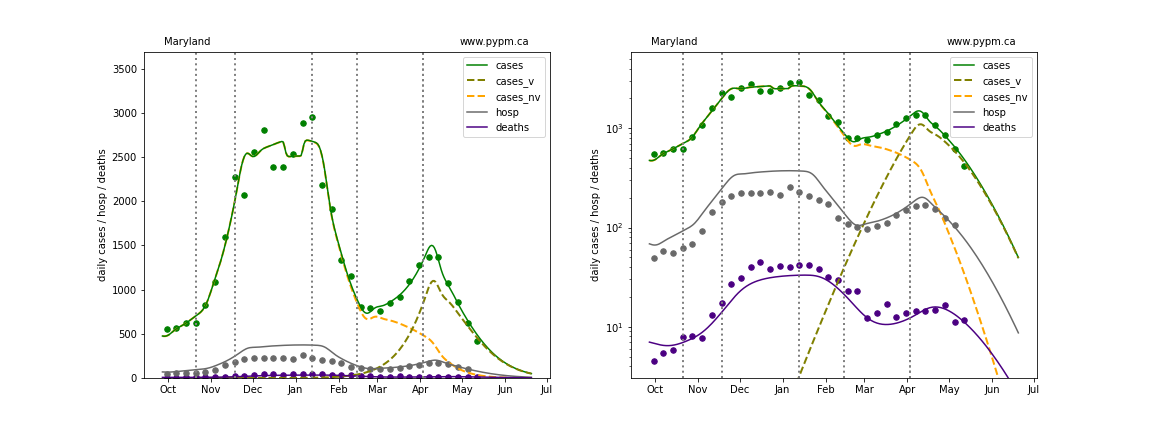 Maryland www.pypm.ca
3500
3000
2500
2000
1500
1000
500
0
daily cases / hosp / deaths
cases
cases_v
cases_nv
hosp
deaths
Oct Nov Dec Jan Feb Mar Apr May Jun Jul
Maryland www.pypm.ca
10³
10²
10¹
daily cases / hosp / deaths
cases
cases_v
cases_nv
hosp
deaths
Oct Nov Dec Jan Feb Mar Apr May Jun Jul